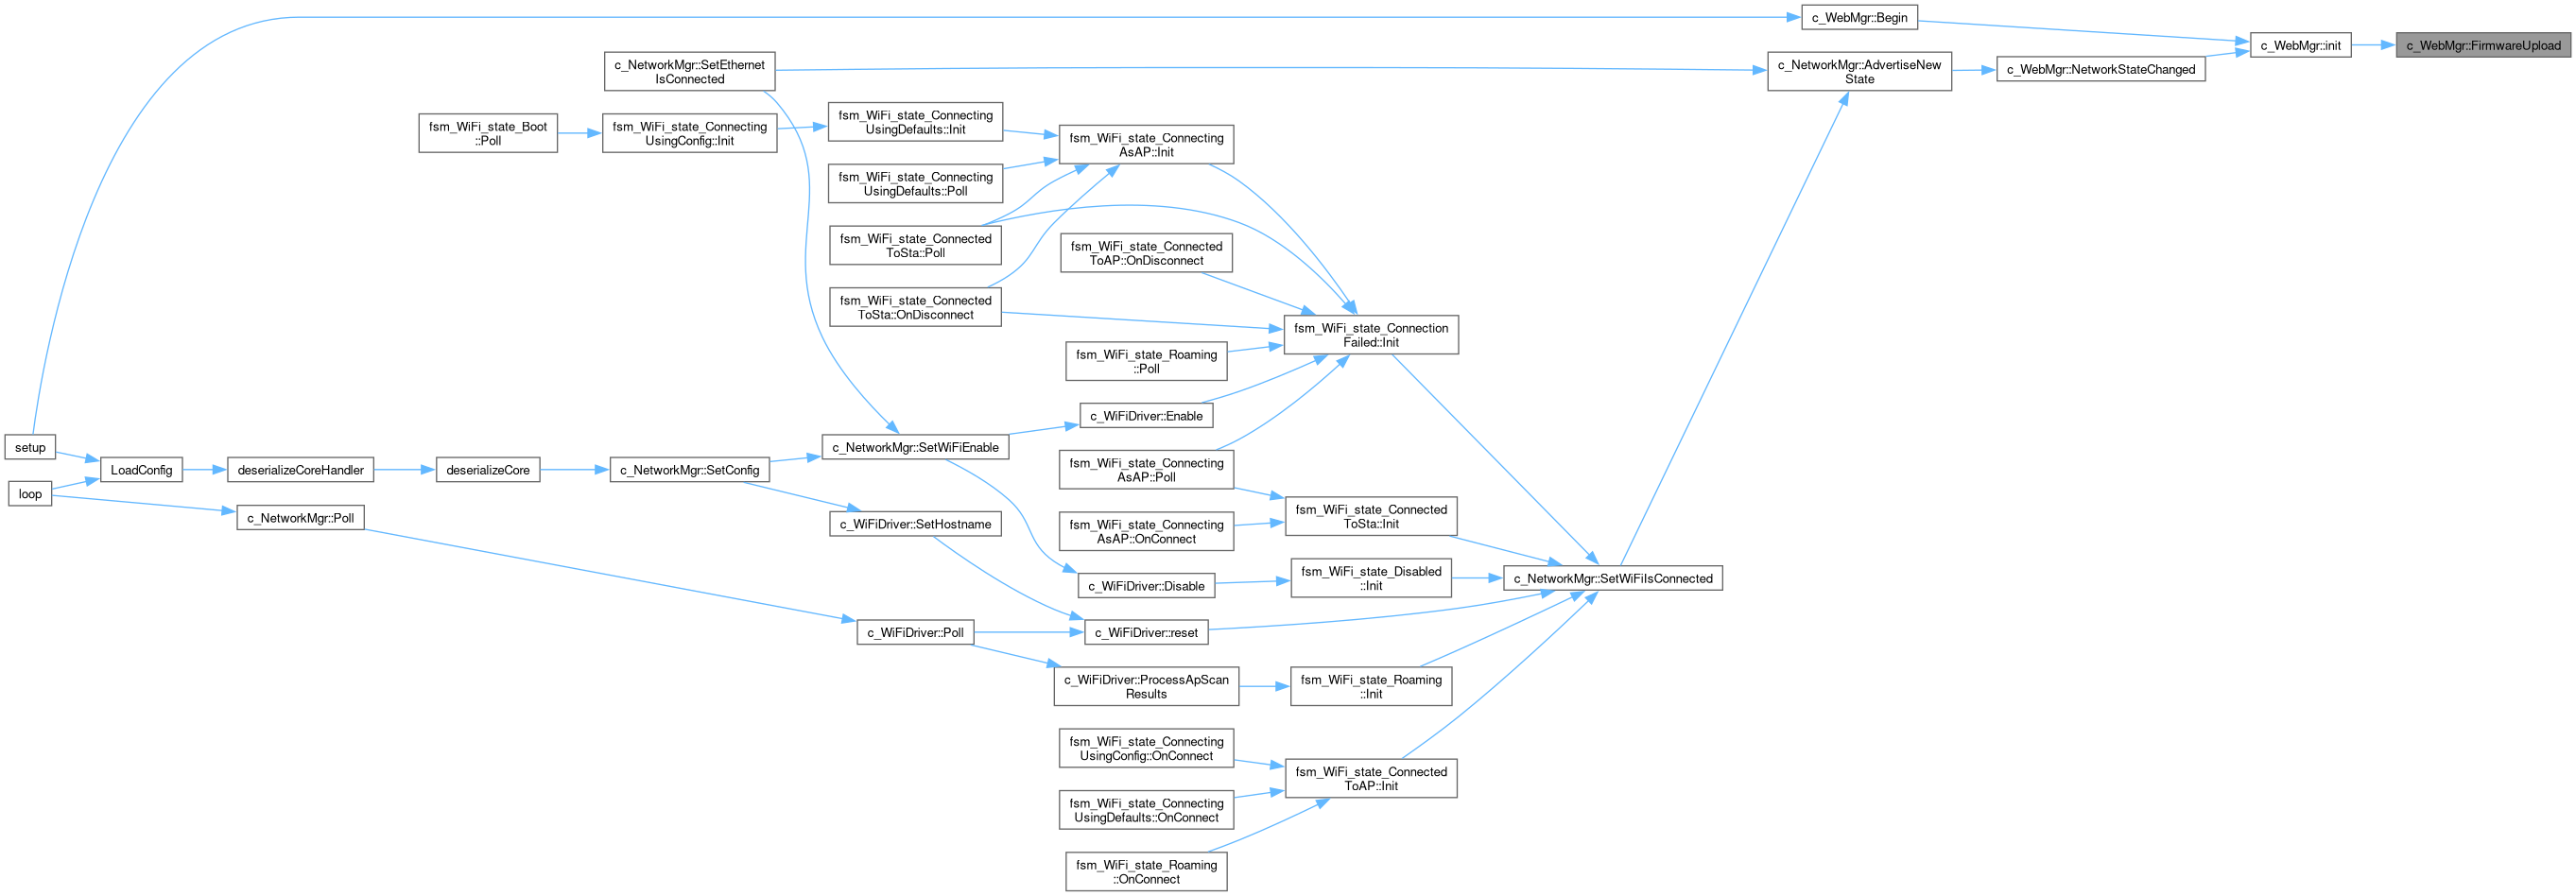 c_WebMgr::Begin
c_WebMgr::init
c_WebMgr::FirmwareUpload
c_NetworkMgr::SetEthernet
IsConnected
c_NetworkMgr::AdvertiseNew
State
c_WebMgr::NetworkStateChanged
fsm_WiFi_state_Boot
::Poll
fsm_WiFi_state_Connecting
UsingConfig::Init
fsm_WiFi_state_Connecting
UsingDefaults::Init
fsm_WiFi_state_Connecting
AsAP::Init
fsm_WiFi_state_Connecting
UsingDefaults::Poll
fsm_WiFi_state_Connected
ToSta::Poll
fsm_WiFi_state_Connected
ToAP::OnDisconnect
fsm_WiFi_state_Connected
ToSta::OnDisconnect
fsm_WiFi_state_Connection
Failed::Init
fsm_WiFi_state_Roaming
::Poll
c_WiFiDriver::Enable
setup
LoadConfig
deserializeCoreHandler
deserializeCore
c_NetworkMgr::SetConfig
c_NetworkMgr::SetWiFiEnable
fsm_WiFi_state_Connecting
AsAP::Poll
loop
c_NetworkMgr::Poll
c_WiFiDriver::SetHostname
fsm_WiFi_state_Connecting
AsAP::OnConnect
fsm_WiFi_state_Connected
ToSta::Init
c_WiFiDriver::Disable
fsm_WiFi_state_Disabled
::Init
c_NetworkMgr::SetWiFiIsConnected
c_WiFiDriver::Poll
c_WiFiDriver::reset
c_WiFiDriver::ProcessApScan
Results
fsm_WiFi_state_Roaming
::Init
fsm_WiFi_state_Connecting
UsingConfig::OnConnect
fsm_WiFi_state_Connected
ToAP::Init
fsm_WiFi_state_Connecting
UsingDefaults::OnConnect
fsm_WiFi_state_Roaming
::OnConnect